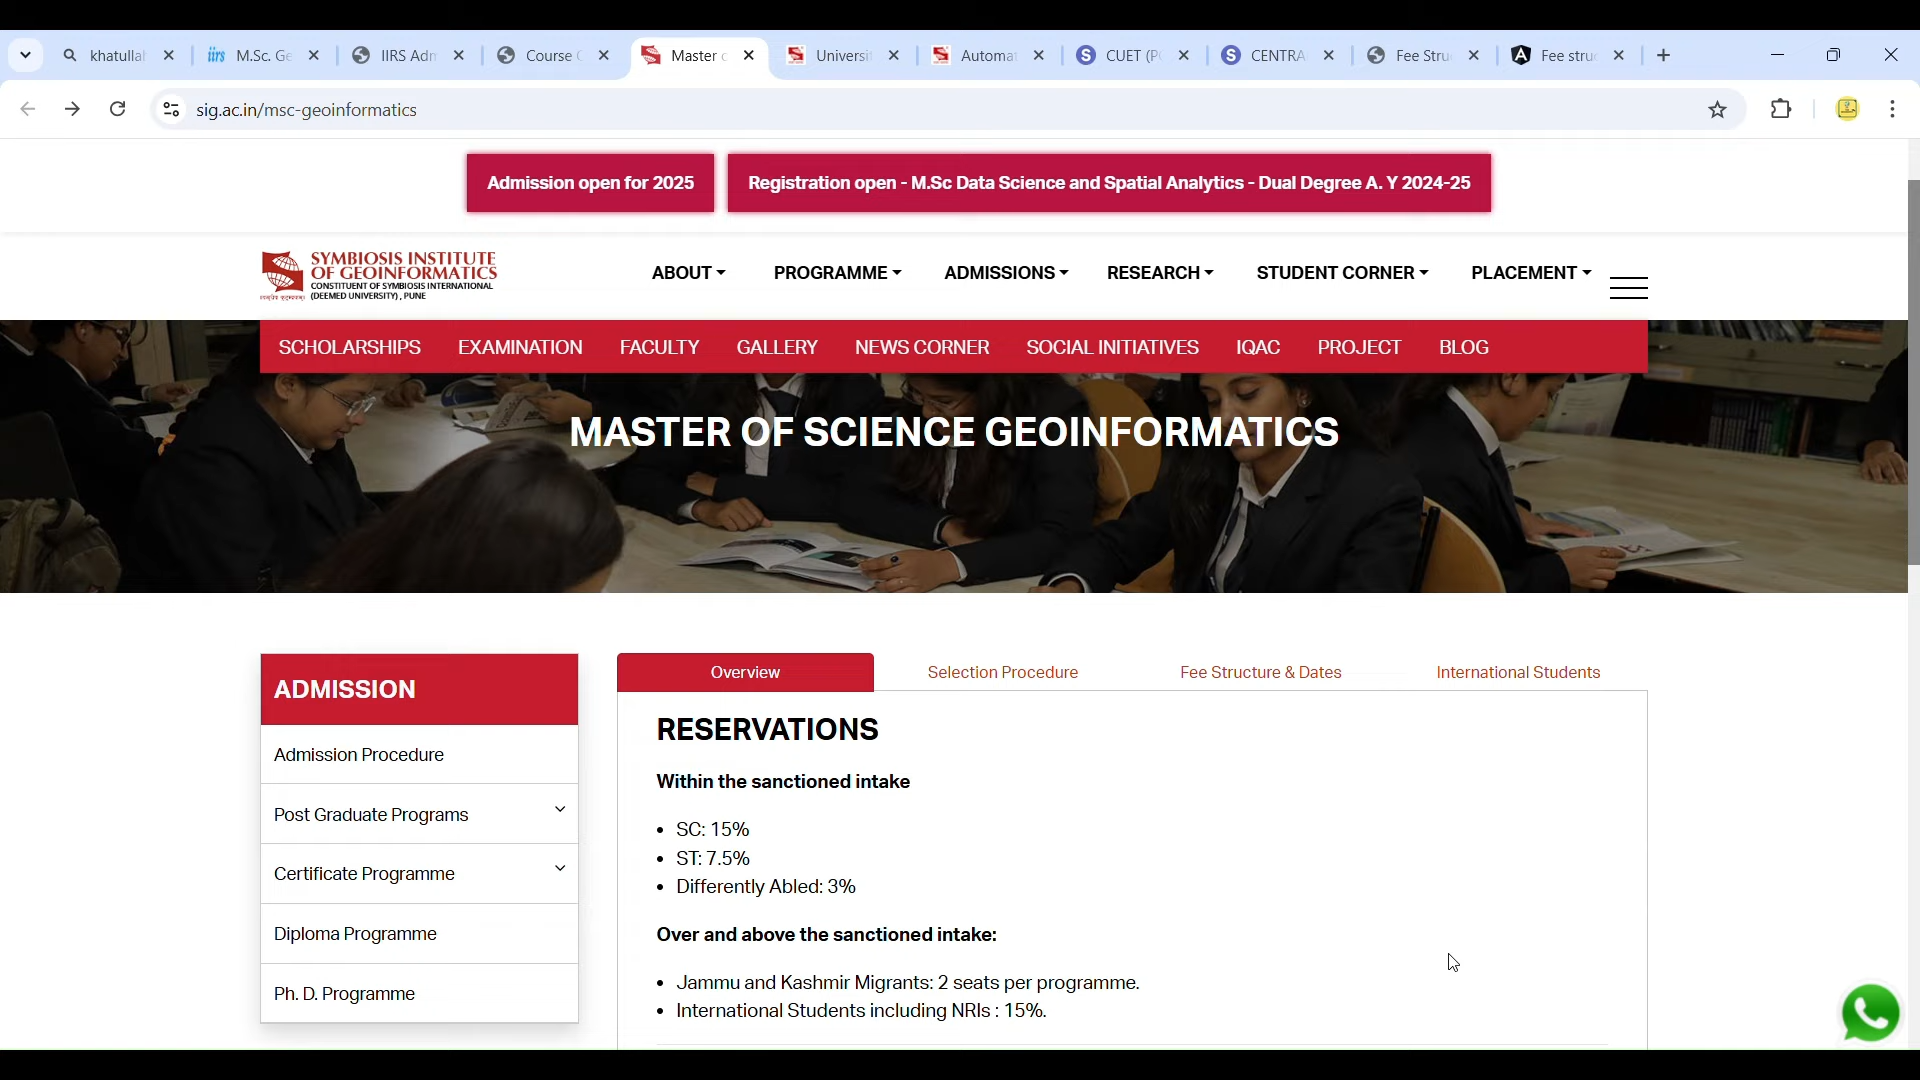 khatullal
M.Sc. Ge
IIRS Adm
Course C
Master o
Universit
Automat
CUET (PG
CENTRA
Fee Struc
Fee struc
sig.ac.in/msc-geoinformatics
Admission open for 2025
Registration open - M.Sc Data Science and Spatial Analytics - Dual Degree A. Y 2024-25
SYMBIOSIS INSTITUTE
OF GEOINFORMATICS
CONSTITUENT OF SYMBIOSIS INTERNATIONAL
(DEEMED UNIVERSITY), PUNE
ABOUT
PROGRAMME
ADMISSIONS
RESEARCH
STUDENT CORNER
PLACEMENT
SCHOLARSHIPS
EXAMINATION
FACULTY
GALLERY
NEWS CORNER
SOCIAL INITIATIVES
IQAC
PROJECT
BLOG
MASTER OF SCIENCE GEOINFORMATICS
ADMISSION
Admission Procedure
Post Graduate Programs
Certificate Programme
Diploma Programme
Ph. D. Programme
Overview
Selection Procedure
Fee Structure & Dates
International Students
RESERVATIONS
Within the sanctioned intake
• SC: 15%
• ST: 7.5%
• Differently Abled: 3%
Over and above the sanctioned intake:
• Jammu and Kashmir Migrants: 2 seats per programme.
• International Students including NRIs : 15%.